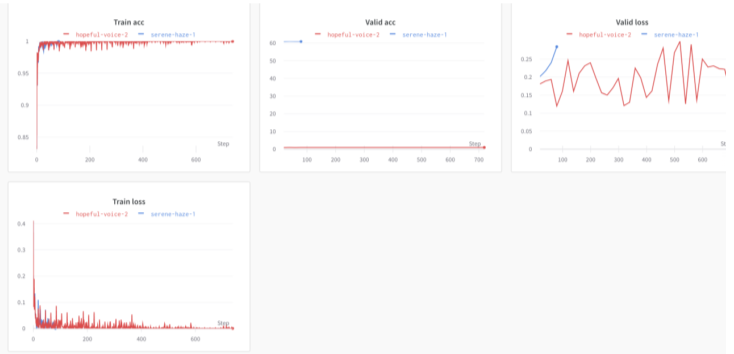 Train acc
hopeful-voice-2 serene-haze-1
1
0.95
0.9
0.85
Step
0 200 400 600
Valid acc
hopeful-voice-2 serene-haze-1
60
50
40
30
20
10
0
Step
100 200 300 400 500 600 700
Valid loss
hopeful-voice-2 serene-haze-1
0.25
0.2
0.15
0.1
0.05
0
St
100 200 300 400 500 600
Train loss
hopeful-voice-2 serene-haze-1
0.4
0.3
0.2
0.1
0
Step
0 200 400 600